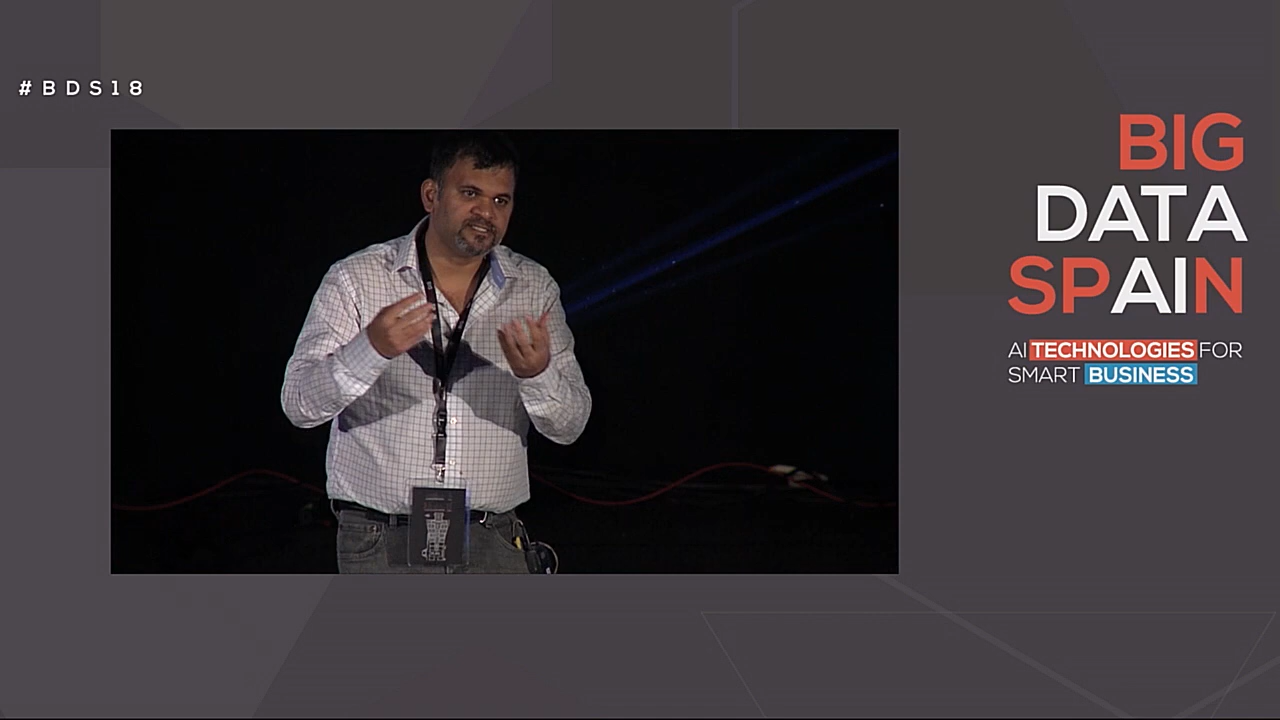 #BDS18
BIG
DATA
SPAIN
AI TECHNOLOGIES FOR
SMART BUSINESS